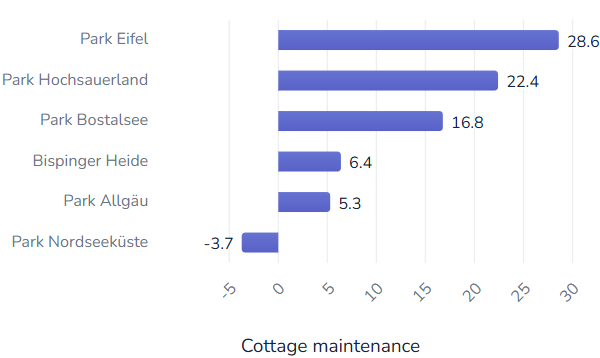 Park Eifel 28.6
Park Hochsauerland 22.4
Park Bostalsee 16.8
Bispinger Heide 6.4
Park Allgäu 5.3
Park Nordseeküste -3.7
-5 0 5 10 15 20 25 30
Cottage maintenance